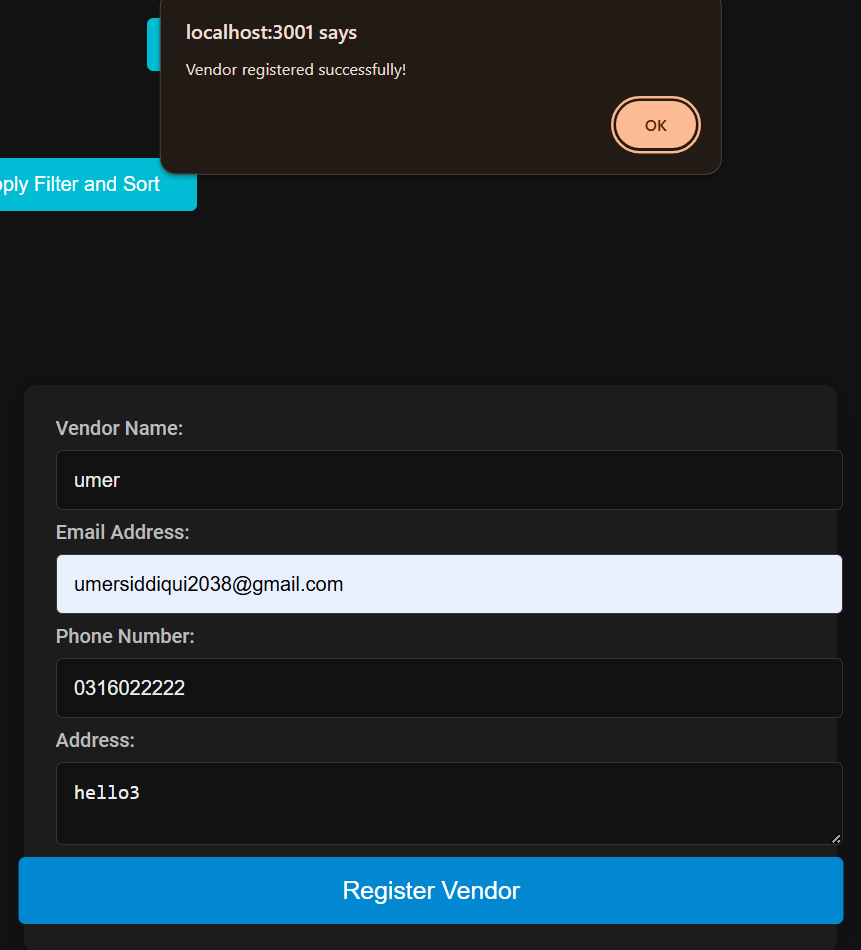 localhost:3001 says
Vendor registered successfully!
OK
Filter and Sort
Vendor Name:
umer
Email Address:
umersiddiqui2038@gmail.com
Phone Number:
0316022222
Address:
hello3
Register Vendor